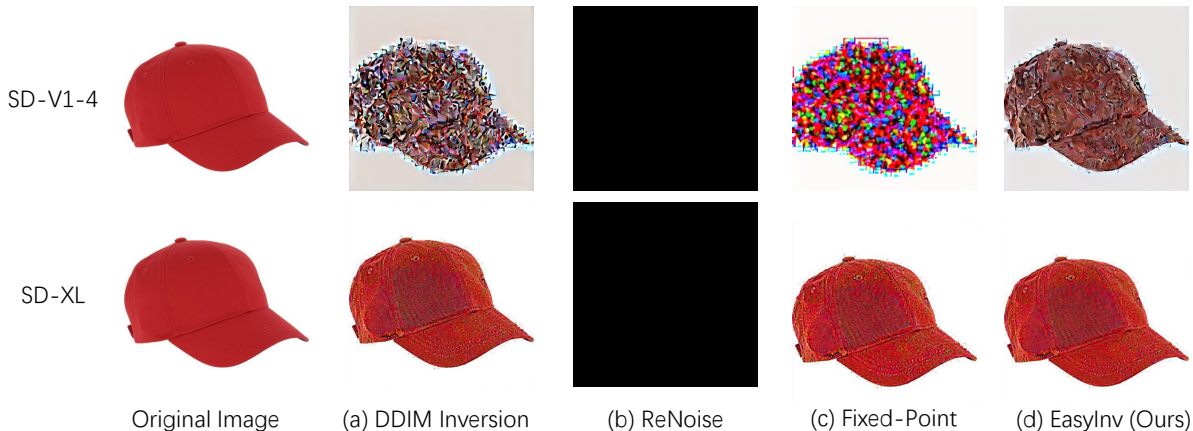 SD-V1-4
SD-XL
Original Image
(a) DDIM Inversion
(b) ReNoise
(c) Fixed-Point
(d) EasyInv (Ours)